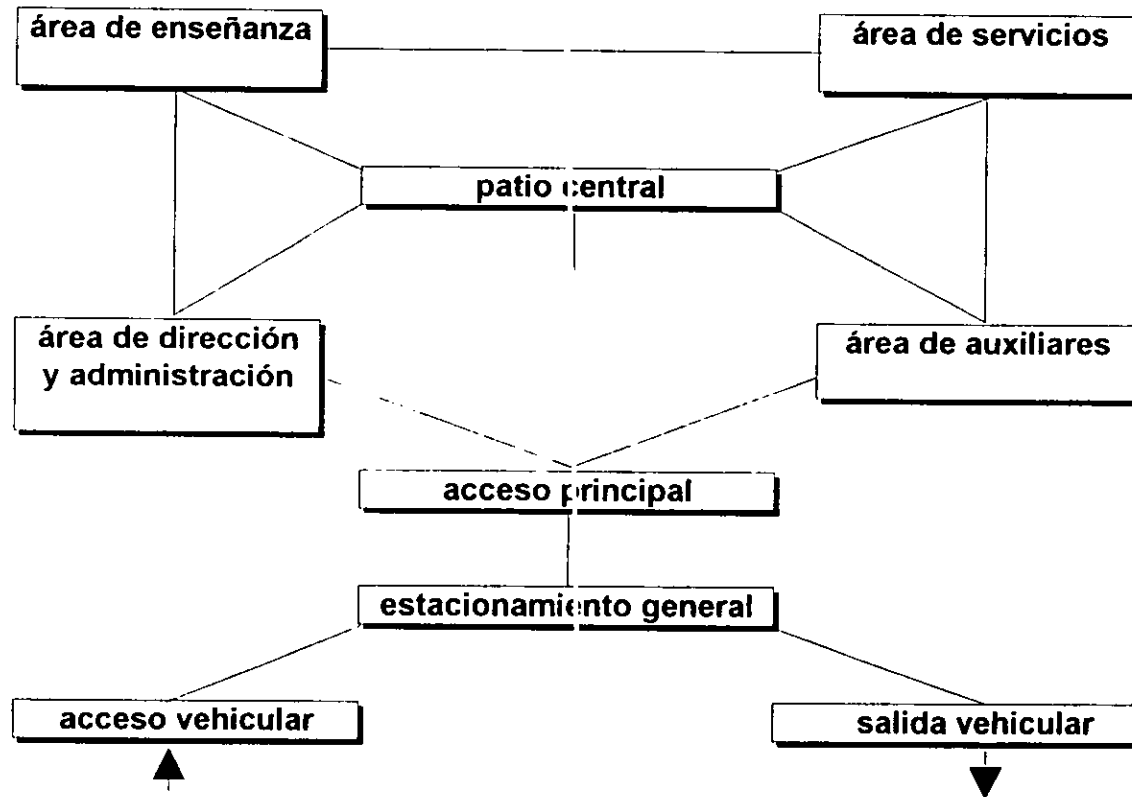 área de enseñanza
área de servicios
patio central
área de dirección
y administración
área de auxiliares
acceso principal
estacionamiento general
acceso vehicular
salida vehicular